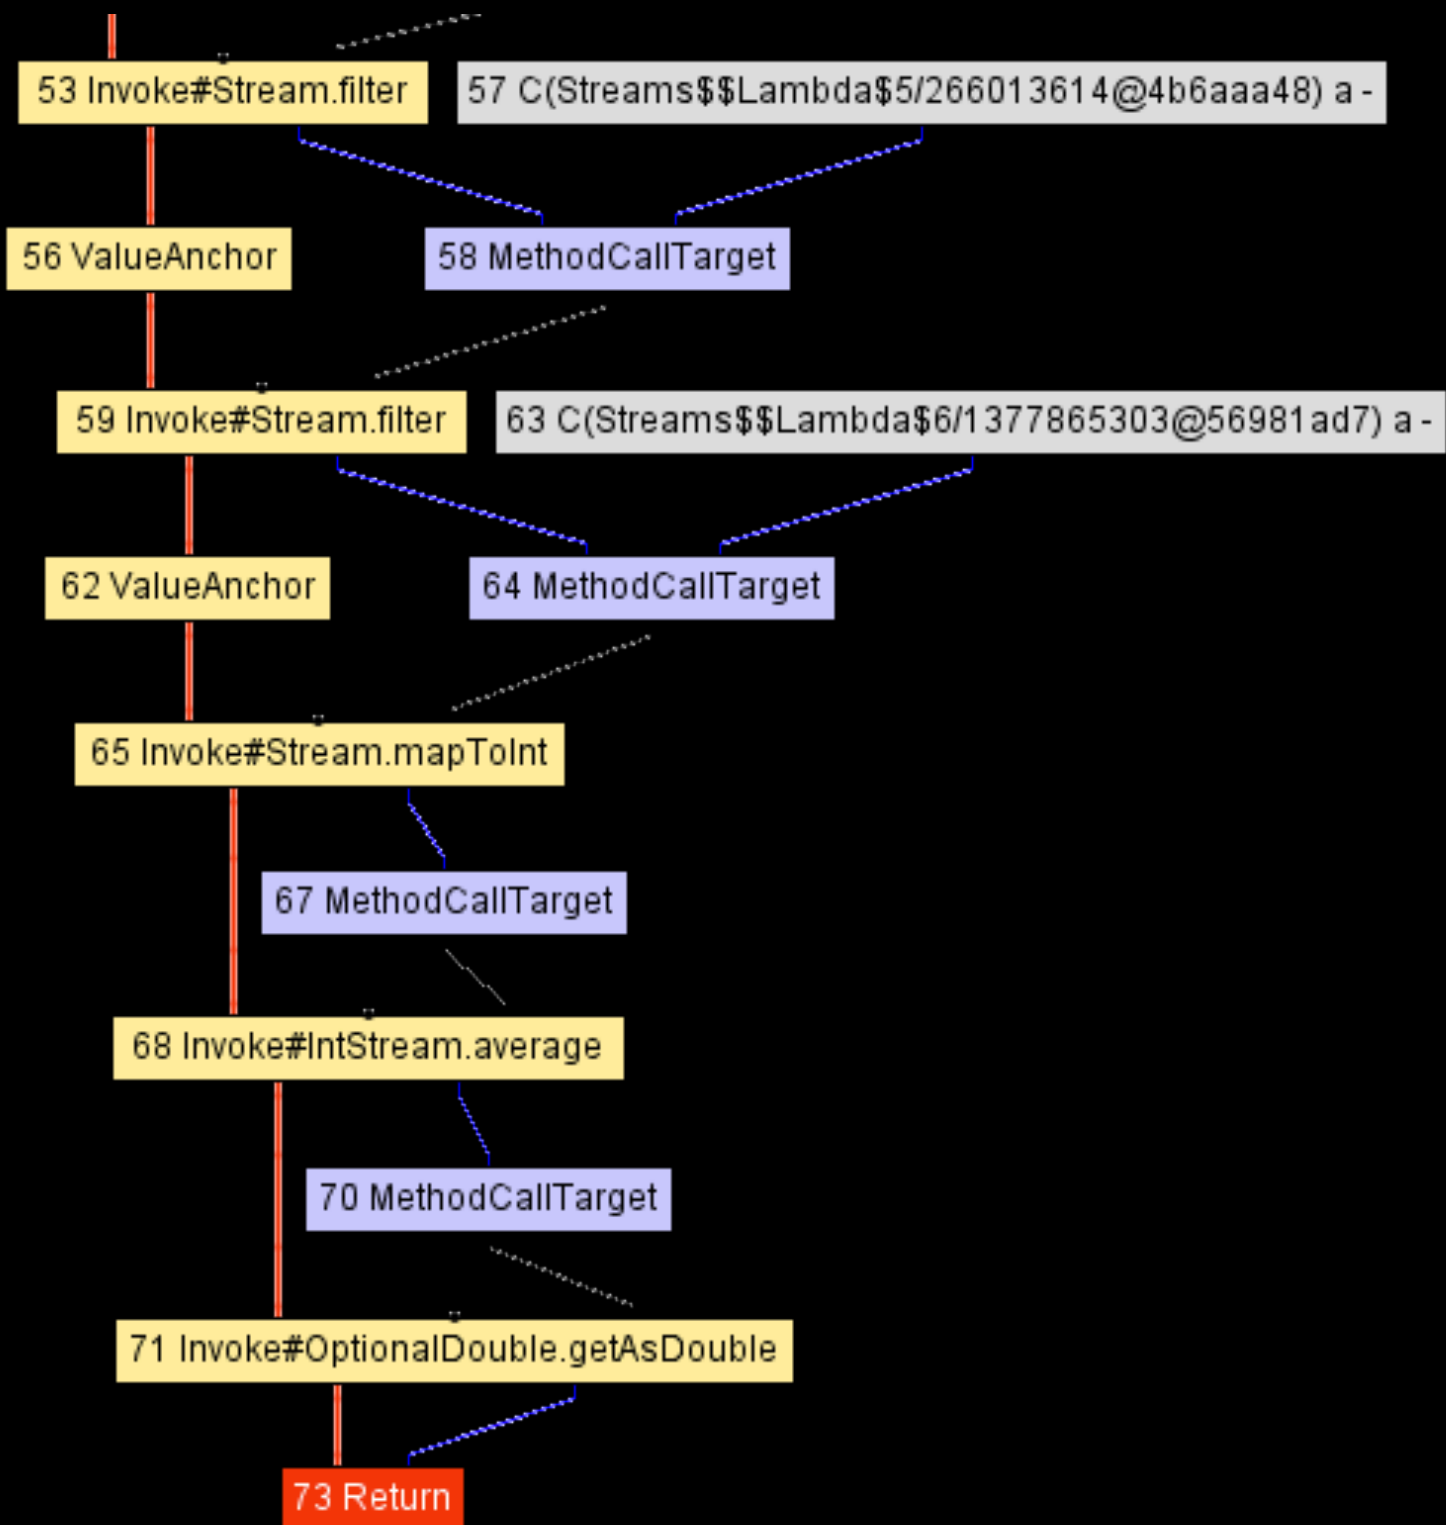 53 Invoke#Stream.filter
57 C(Streams$$Lambda$5/266013614@4b6aaa48) a -
56 ValueAnchor
58 MethodCallTarget
59 Invoke#Stream.filter
63 C(Streams$$Lambda$6/1377865303@56981ad7) a -
62 ValueAnchor
64 MethodCallTarget
65 Invoke#Stream.mapToInt
67 MethodCallTarget
68 Invoke#IntStream.average
70 MethodCallTarget
71 Invoke#OptionalDouble.getAsDouble
73 Return